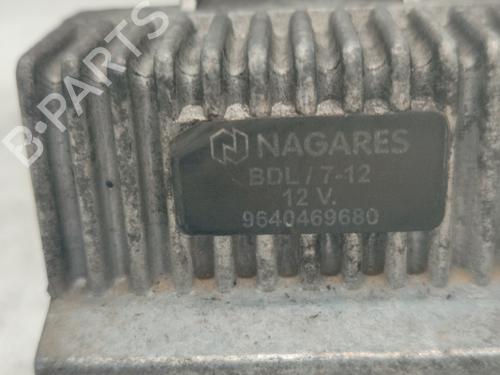 B-PARTS
NAGARES
BDL / 7-12
12 V.
9640469680